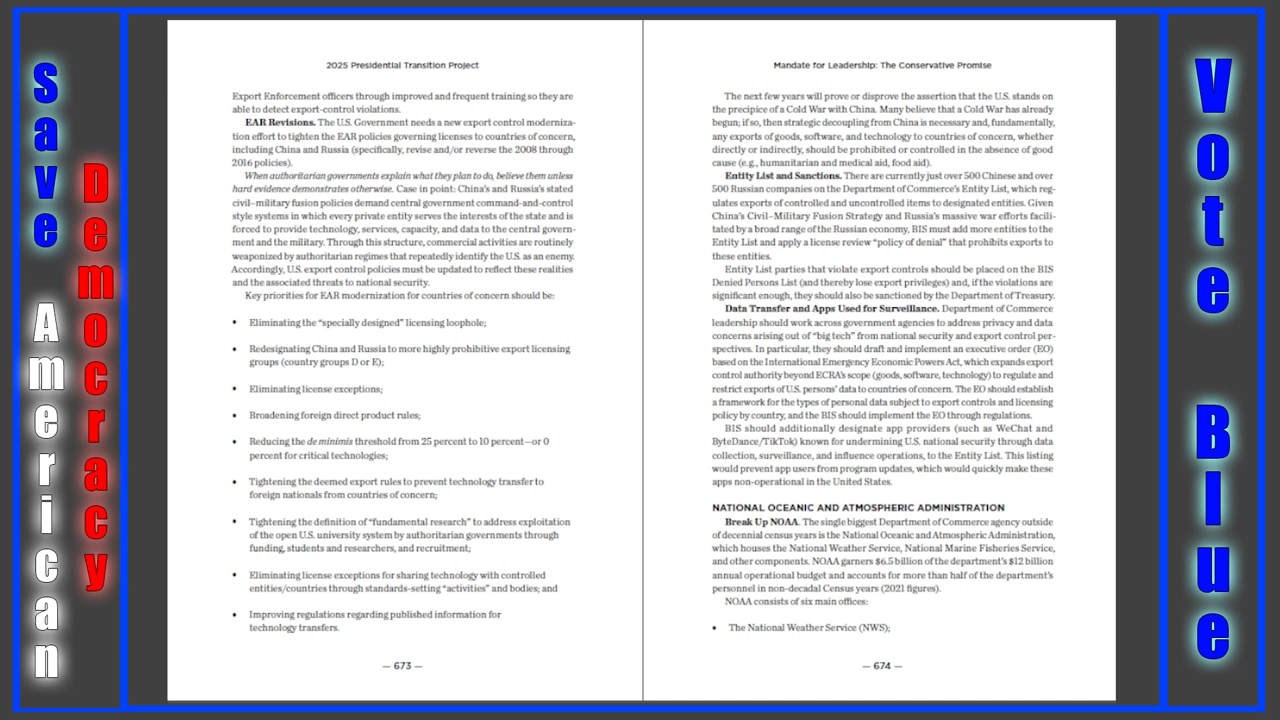 Save
American
Democracy
2025 Presidential Transition Project
Export Enforcement officers through improved and frequent training so they are
able to detect export-control violations.
EAR Revisions. The U.S. Government needs a new export control moderniza-
tion effort to tighten the EAR policies governing licenses to countries of concern,
including China and Russia (specifically, revise and/or reverse the 2008 through
2016 policies).
When authoritarian governments explain what they plan to do, believe them unless
hard evidence demonstrates otherwise. Case in point: China's and Russia's stated
civil–military fusion policies demand central government command-and-control
style systems in which every private entity serves the interests of the state and is
forced to provide technology, services, capacity, and data to the central govern-
ment and the military. Through this structure, commercial activities are routinely
weaponized by authoritarian regimes that repeatedly identify the U.S. as an enemy.
Accordingly, U.S. export control policies must be updated to reflect these realities
and the associated threats to national security.
Key priorities for EAR modernization for countries of concern should be:
• Eliminating the "specially designed" licensing loophole;
• Redesignating China and Russia to more highly prohibitive export licensing
groups (country groups D or E);
• Eliminating license exceptions;
• Broadening foreign direct product rules;
• Reducing the de minimis threshold from 25 percent to 10 percent—or 0
percent for critical technologies;
• Tightening the deemed export rules to prevent technology transfer to
foreign nationals from countries of concern;
• Tightening the definition of "fundamental research" to address exploitation
of the open U.S. university system by authoritarian governments through
funding, students and researchers, and recruitment;
• Eliminating license exceptions for sharing technology with controlled
entities/countries through standards-setting "activities" and bodies; and
• Improving regulations regarding published information for
technology transfers.
— 673 —
Mandate for Leadership: The Conservative Promise
The next few years will prove or disprove the assertion that the U.S. stands on
the precipice of a Cold War with China. Many believe that a Cold War has already
begun; if so, then strategic decoupling from China is necessary and, fundamentally,
any exports of goods, software, and technology to countries of concern, whether
directly or indirectly, should be prohibited or controlled in the absence of good
cause (e.g., humanitarian and medical aid, food aid).
Entity List and Sanctions. There are currently just over 500 Chinese and over
500 Russian companies on the Department of Commerce's Entity List, which reg-
ulates exports of controlled and uncontrolled items to designated entities. Given
China's Civil–Military Fusion Strategy and Russia's massive war efforts facili-
tated by a broad range of the Russian economy, BIS must add more entities to the
Entity List and apply a license review "policy of denial" that prohibits exports to
these entities.
Entity List parties that violate export controls should be placed on the BIS
Denied Persons List (and thereby lose export privileges) and, if the violations are
significant enough, they should also be sanctioned by the Department of Treasury.
Data Transfer and Apps Used for Surveillance. Department of Commerce
leadership should work across government agencies to address privacy and data
concerns arising out of "big tech" from national security and export control per-
spectives. In particular, they should draft and implement an executive order (EO)
based on the International Emergency Economic Powers Act, which expands export
control authority beyond ECRA's scope (goods, software, technology) to regulate and
restrict exports of U.S. persons' data to countries of concern. The EO should establish
a framework for the types of personal data subject to export controls and licensing
policy by country, and the BIS should implement the EO through regulations.
BIS should additionally designate app providers (such as WeChat and
ByteDance/TikTok) known for undermining U.S. national security through data
collection, surveillance, and influence operations, to the Entity List. This listing
would prevent app users from program updates, which would quickly make these
apps non-operational in the United States.
NATIONAL OCEANIC AND ATMOSPHERIC ADMINISTRATION
Break Up NOAA. The single biggest Department of Commerce agency outside
of decennial census years is the National Oceanic and Atmospheric Administration,
which houses the National Weather Service, National Marine Fisheries Service,
and other components. NOAA garners $6.5 billion of the department's $12 billion
annual operational budget and accounts for more than half of the department's
personnel in non-decadal Census years (2021 figures).
NOAA consists of six main offices:
• The National Weather Service (NWS);
— 674 —
Vote
Blue